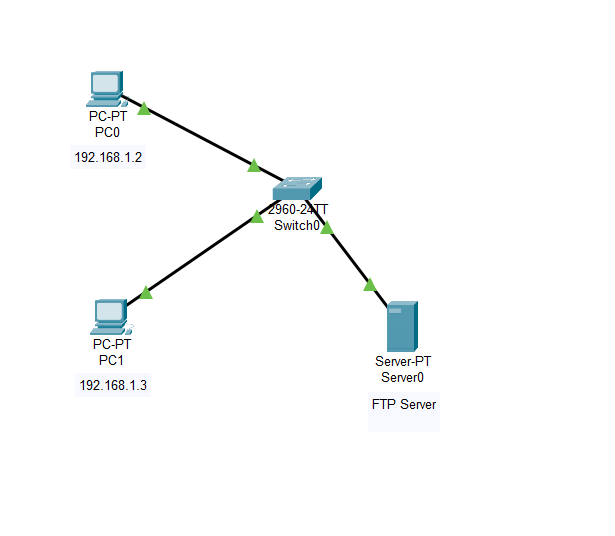 PC-PT
PC0
192.168.1.2
2960-24TT
Switch0
PC-PT
PC1
192.168.1.3
Server-PT
Server0
FTP Server